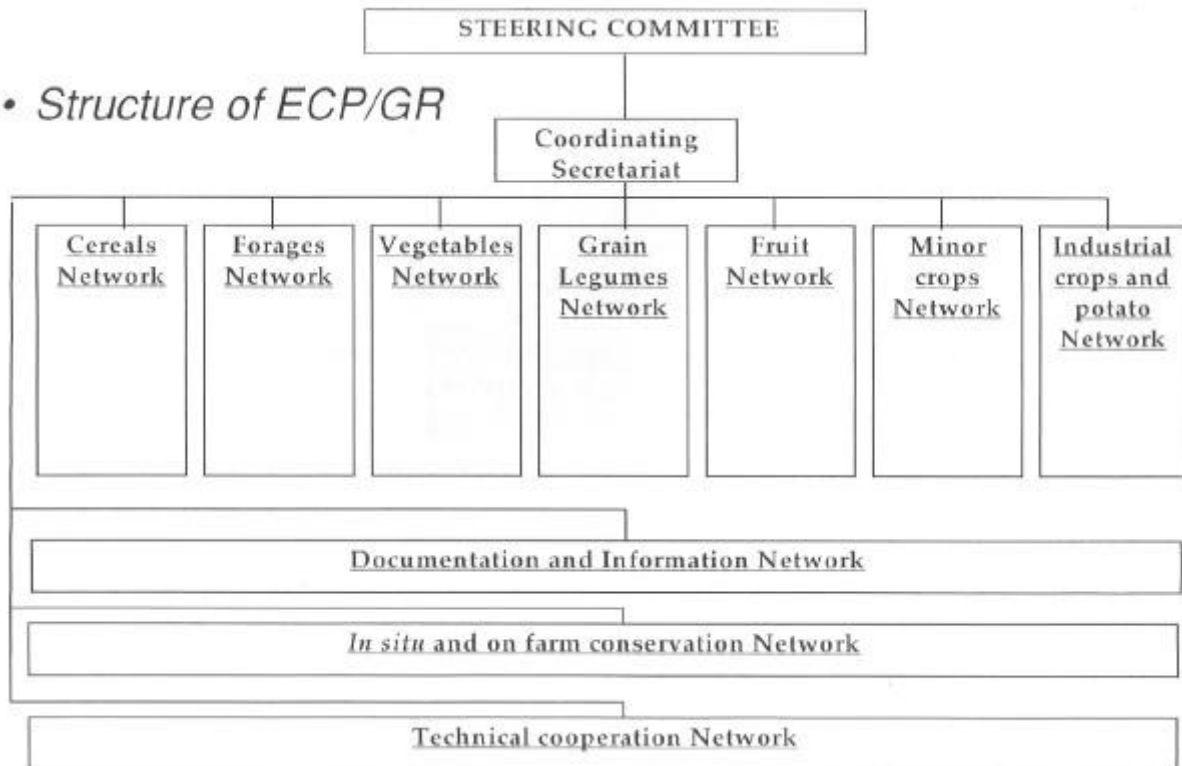 STEERING COMMITTEE
• Structure of ECP/GR
Coordinating
Secretariat
Cereals
Network
Forages
Network
Vegetables
Network
Grain
Legumes
Network
Fruit
Network
Minor
crops
Network
Industrial
crops and
potato
Network
Documentation and Information Network
In situ and on farm conservation Network
Technical cooperation Network